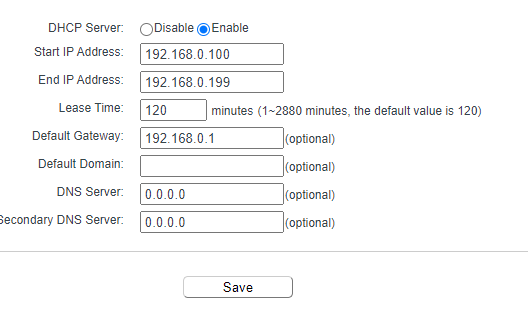 DHCP Server: Disable Enable
Start IP Address: 192.168.0.100
End IP Address: 192.168.0.199
Lease Time: 120 minutes (1~2880 minutes, the default value is 120)
Default Gateway: 192.168.0.1 (optional)
Default Domain: (optional)
DNS Server: 0.0.0.0 (optional)
Secondary DNS Server: 0.0.0.0 (optional)
Save